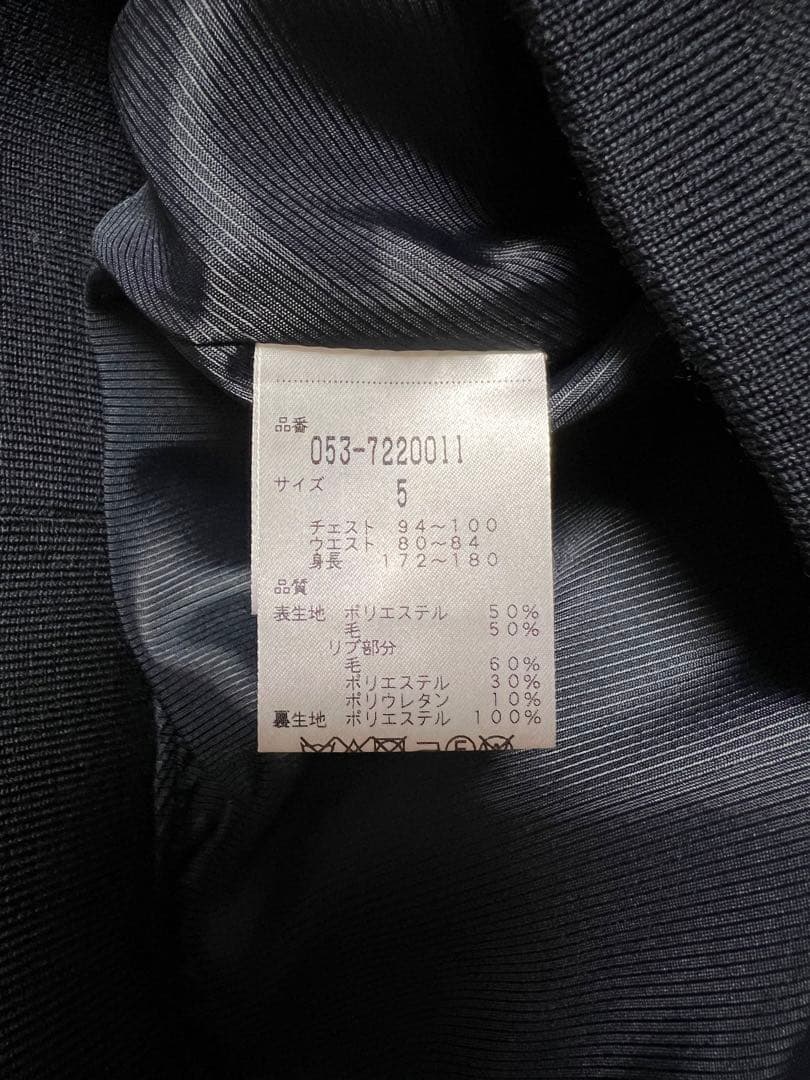 品番
053-7220011
サイズ 5
チェスト 94～100
ウエスト 80～84
身長 172～180
品質
表生地 ポリエステル 50%
毛 50%
リブ部分
毛 60%
ポリエステル 30%
ポリウレタン 10%
裏生地 ポリエステル 100%